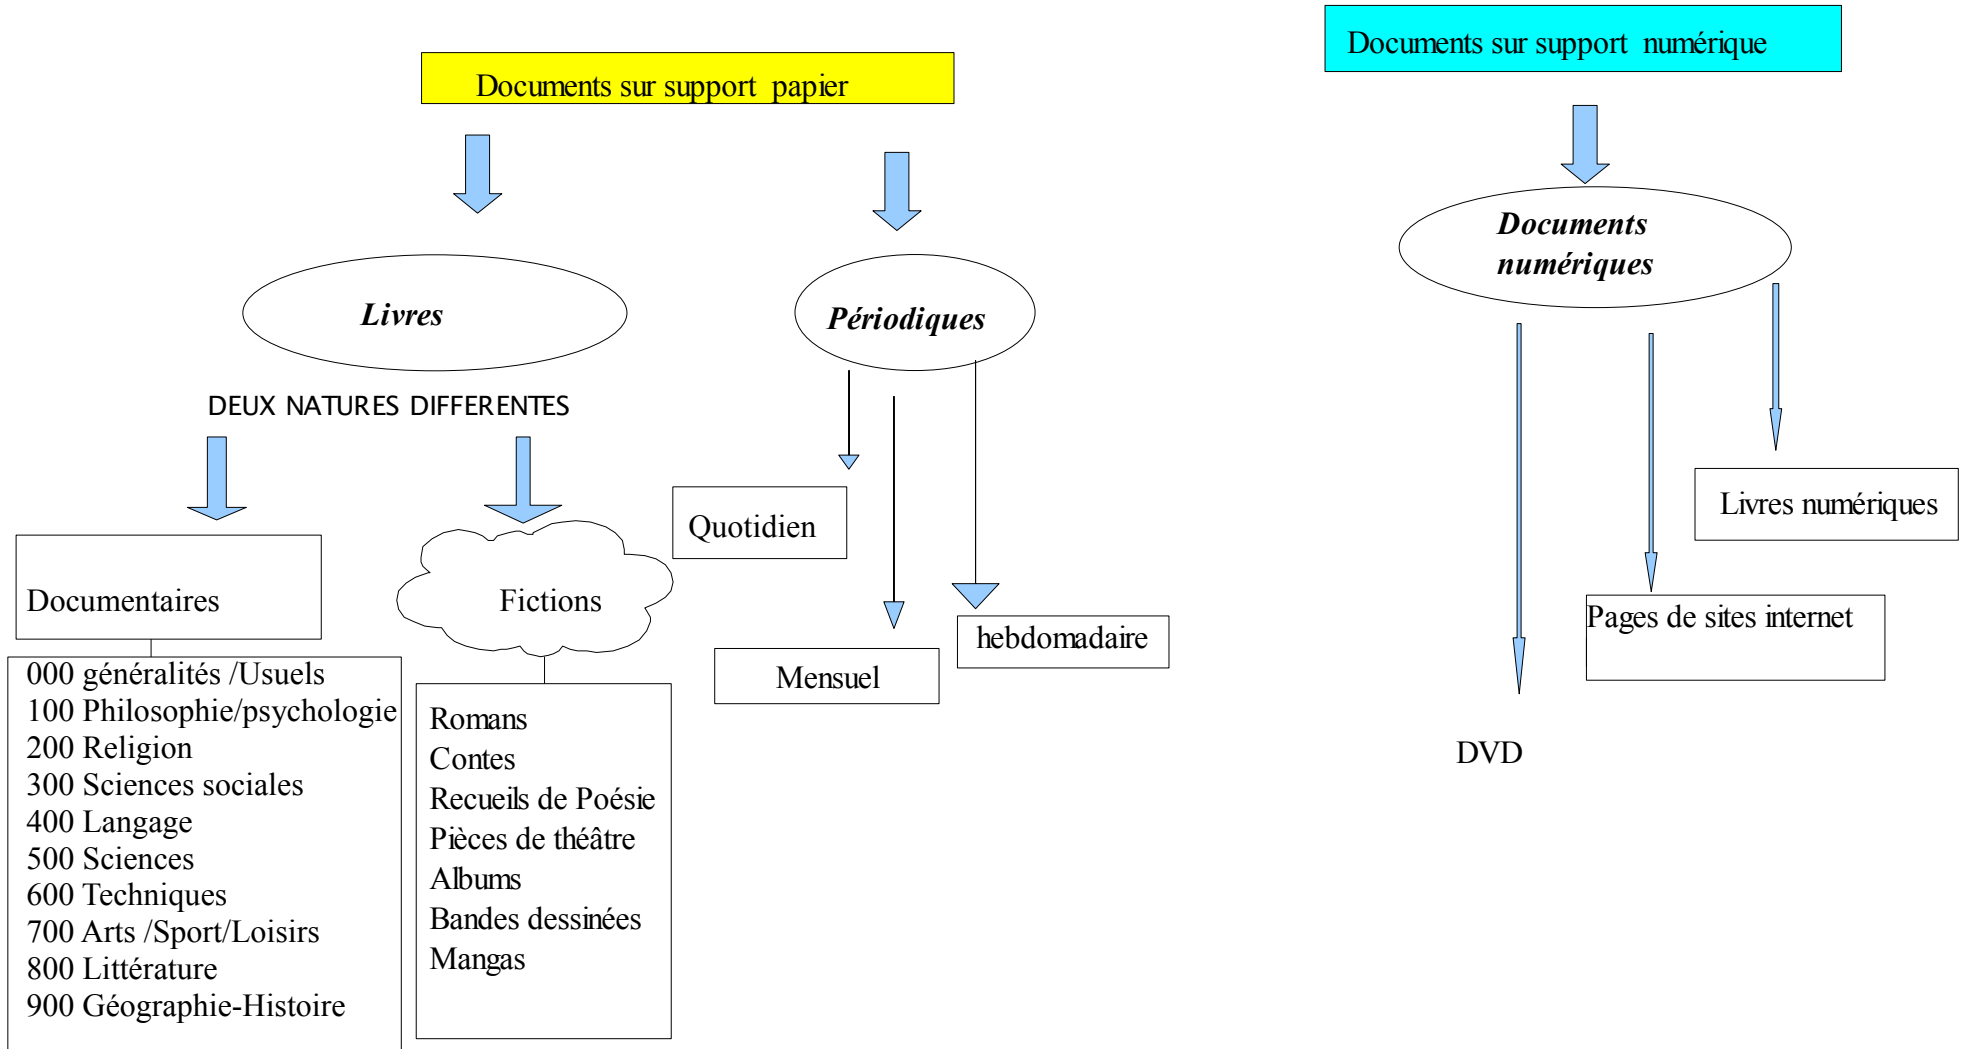 Documents sur support papier
Livres
DEUX NATURES DIFFERENTES
Documentaires
000 généralités /Usuels
100 Philosophie/psychologie
200 Religion
300 Sciences sociales
400 Langage
500 Sciences
600 Techniques
700 Arts /Sport/Loisirs
800 Littérature
900 Géographie-Histoire
Fictions
Romans
Contes
Recueils de Poésie
Pièces de théâtre
Albums
Bandes dessinées
Mangas
Périodiques
Quotidien
Mensuel
hebdomadaire
Documents sur support numérique
Documents
numériques
DVD
Pages de sites internet
Livres numériques